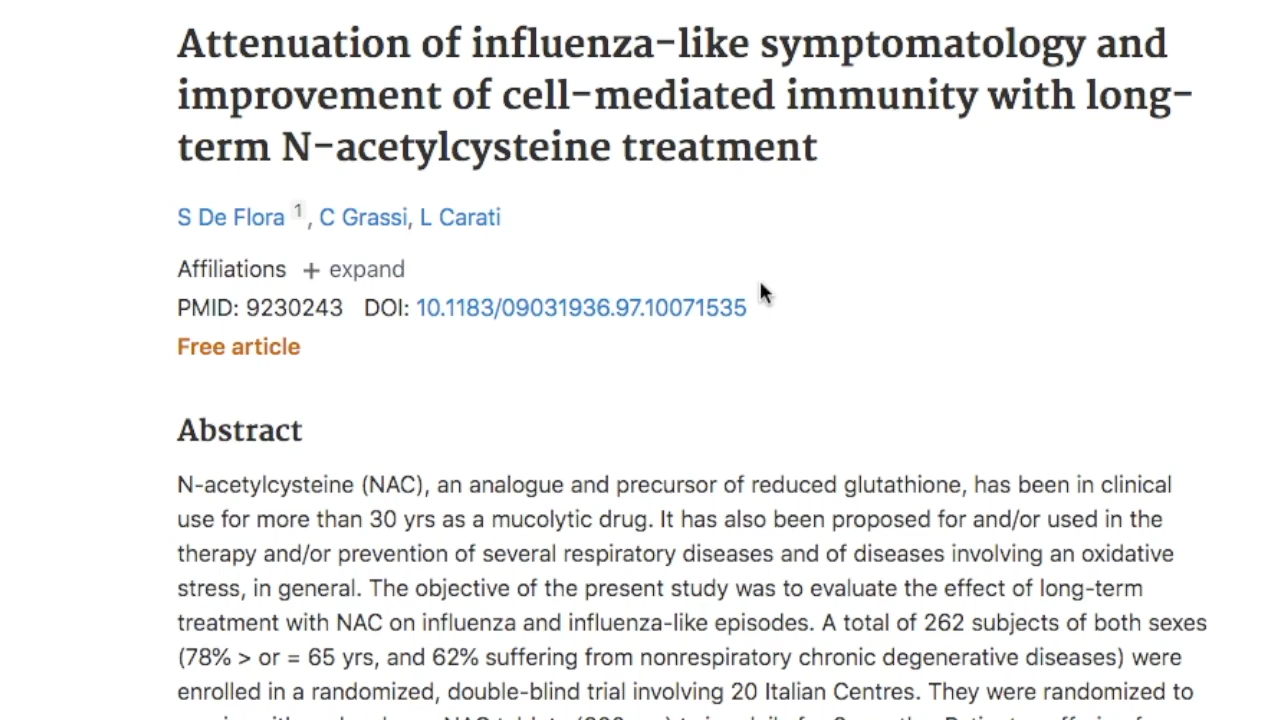 Attenuation of influenza-like symptomatology and
improvement of cell-mediated immunity with long-
term N-acetylcysteine treatment
S De Flora 1, C Grassi, L Carati
Affiliations + expand
PMID: 9230243 DOI: 10.1183/09031936.97.10071535
Free article
Abstract
N-acetylcysteine (NAC), an analogue and precursor of reduced glutathione, has been in clinical
use for more than 30 yrs as a mucolytic drug. It has also been proposed for and/or used in the
therapy and/or prevention of several respiratory diseases and of diseases involving an oxidative
stress, in general. The objective of the present study was to evaluate the effect of long-term
treatment with NAC on influenza and influenza-like episodes. A total of 262 subjects of both sexes
(78% > or = 65 yrs, and 62% suffering from nonrespiratory chronic degenerative diseases) were
enrolled in a randomized, double-blind trial involving 20 Italian Centres. They were randomized to